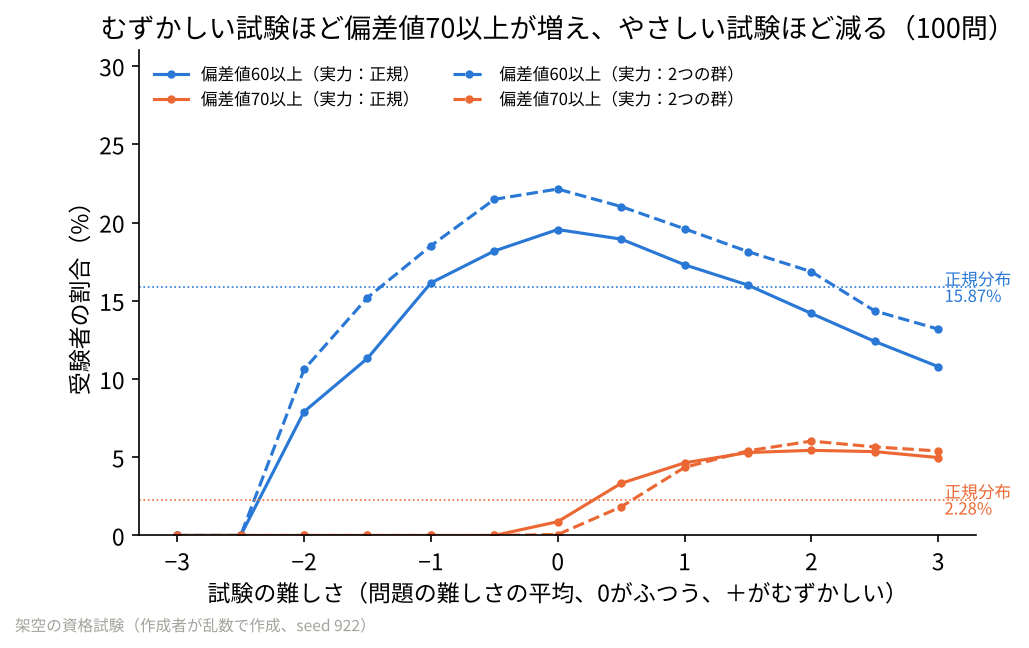 むずかしい試験ほど偏差値70以上が増え、やさしい試験ほど減る（100問）
偏差値60以上（実力：正規）
偏差値70以上（実力：正規）
偏差値60以上（実力：2つの群）
偏差値70以上（実力：2つの群）
受験者の割合（%）
30
25
20
15
10
5
0
正規分布
15.87%
正規分布
2.28%
−3
−2
−1
0
1
2
3
試験の難しさ（問題の難しさの平均、0がふつう、＋がむずかしい）
架空の資格試験（作成者が乱数で作成、seed 922）